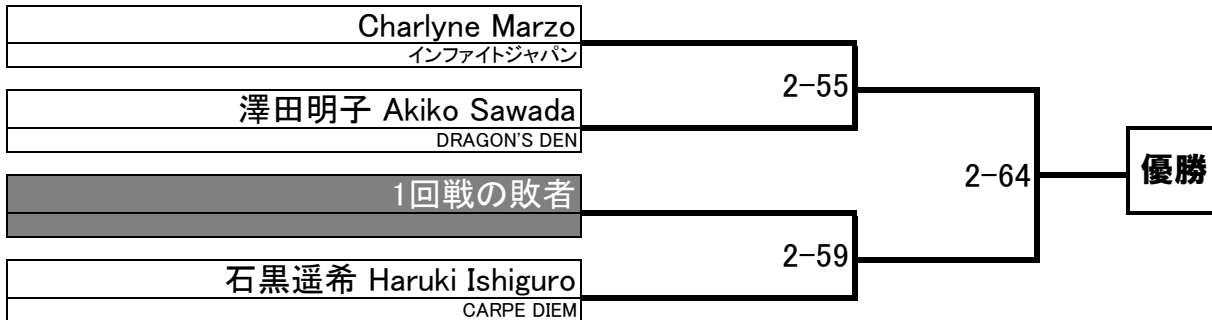 Charlyne Marzo
インファイトジャパン
2-55
澤田明子 Akiko Sawada
DRAGON'S DEN
2-64
優勝
1回戦の敗者
2-59
石黒遥希 Haruki Ishiguro
CARPE DIEM